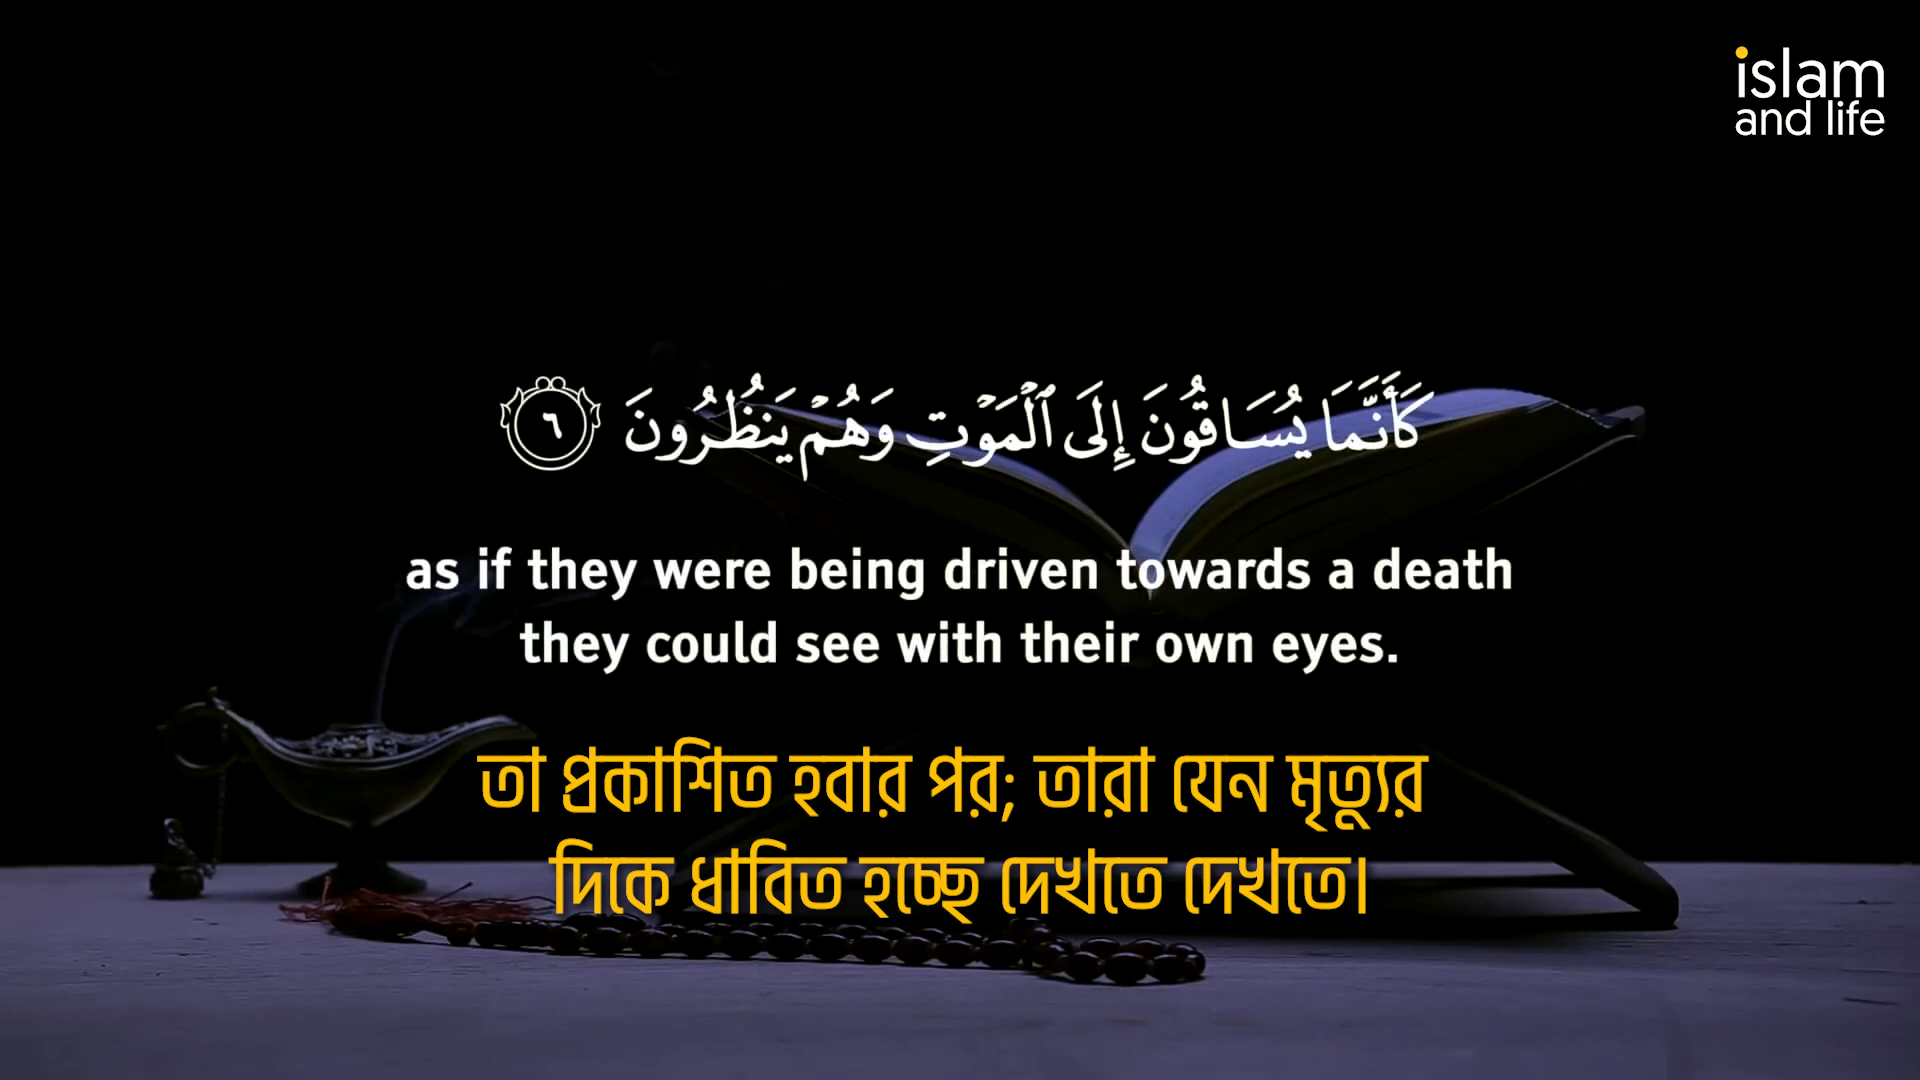 islam
and life
كَأَنَّمَا يُسَاقُونَ إِلَى ٱلْمَوْتِ وَهُمْ يَنظُرُونَ ٦
as if they were being driven towards a death
they could see with their own eyes.
তা প্রকাশিত হবার পর; তারা যেন মৃত্যুর
দিকে ধাবিত হচ্ছে দেখতে দেখতে।